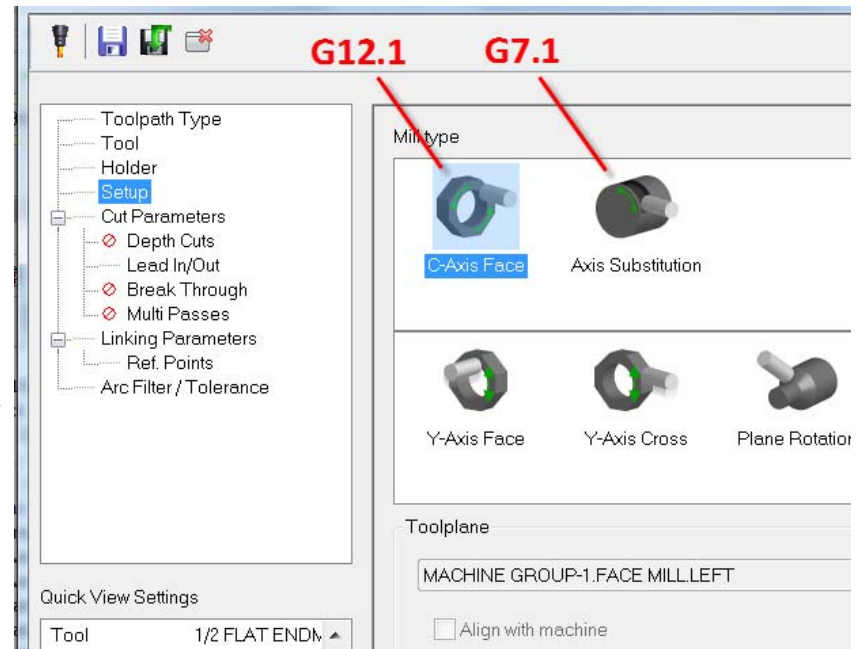 G12.1 G7.1
Toolpath Type
Tool
Holder
Setup
Cut Parameters
Depth Cuts
Lead In/Out
Break Through
Multi Passes
Linking Parameters
Ref. Points
Arc Filter / Tolerance
Quick View Settings
Tool 1/2 FLAT ENDM
Mill type
C-Axis Face Axis Substitution
Y-Axis Face Y-Axis Cross Plane Rotation
Toolplane
MACHINE GROUP-1.FACE MILL.LEFT
Align with machine